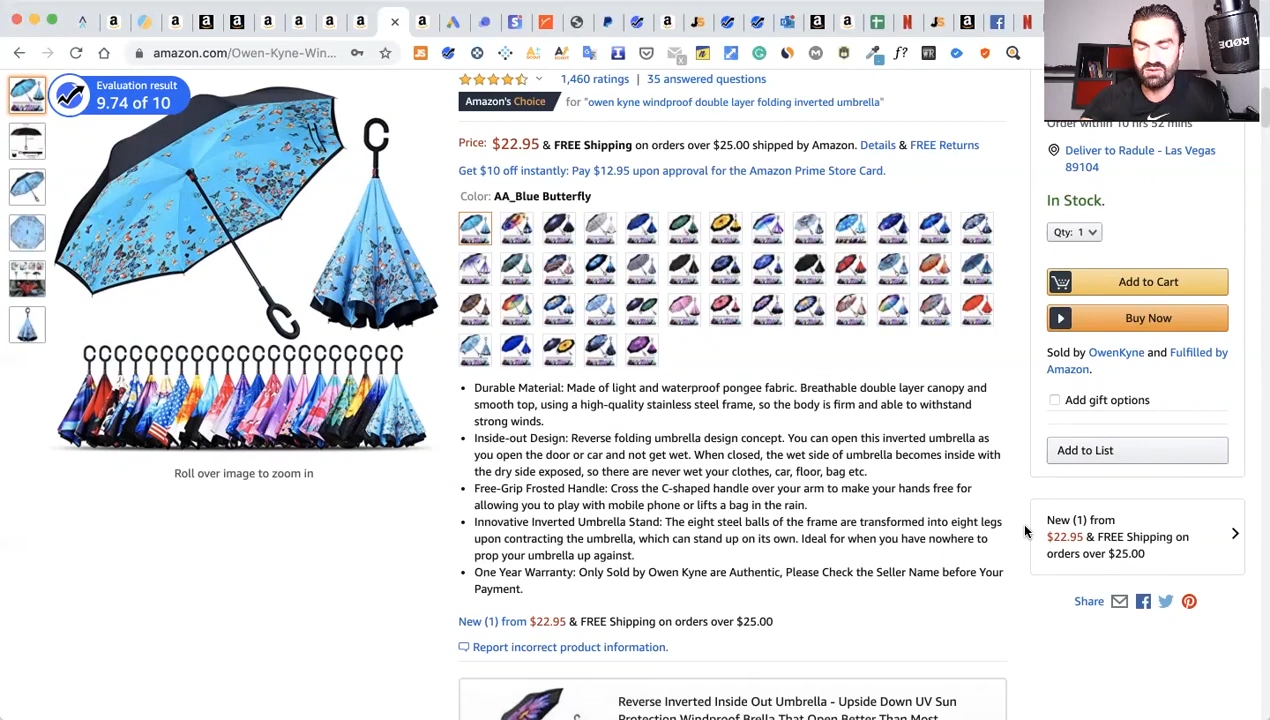 amazon.com/Owen-Kyne-Win...
Evaluation result
9.74 of 10
1,460 ratings | 35 answered questions
Amazon's Choice for "owen kyne windproof double layer folding inverted umbrella"
Price: $22.95 & FREE Shipping on orders over $25.00 shipped by Amazon. Details & FREE Returns
Get $10 off instantly: Pay $12.95 upon approval for the Amazon Prime Store Card.
Color: AA_Blue Butterfly
Roll over image to zoom in
• Durable Material: Made of light and waterproof pongee fabric. Breathable double layer canopy and
smooth top, using a high-quality stainless steel frame, so the body is firm and able to withstand
strong winds.
• Inside-out Design: Reverse folding umbrella design concept. You can open this inverted umbrella as
you open the door or car and not get wet. When closed, the wet side of umbrella becomes inside with
the dry side exposed, so there are never wet your clothes, car, floor, bag etc.
• Free-Grip Frosted Handle: Cross the C-shaped handle over your arm to make your hands free for
allowing you to play with mobile phone or lifts a bag in the rain.
• Innovative Inverted Umbrella Stand: The eight steel balls of the frame are transformed into eight legs
upon contracting the umbrella, which can stand up on its own. Ideal for when you have nowhere to
prop your umbrella up against.
• One Year Warranty: Only Sold by Owen Kyne are Authentic, Please Check the Seller Name before Your
Payment.
New (1) from $22.95 & FREE Shipping on orders over $25.00
Report incorrect product information.
Reverse Inverted Inside Out Umbrella - Upside Down UV Sun
Protection Windproof Brella That Open Better Than Most
RØDE
Order within 10 hrs 52 mins
Deliver to Radule - Las Vegas
89104
In Stock.
Qty: 1
Add to Cart
Buy Now
Sold by OwenKyne and Fulfilled by
Amazon.
Add gift options
Add to List
New (1) from
$22.95 & FREE Shipping on
orders over $25.00
Share